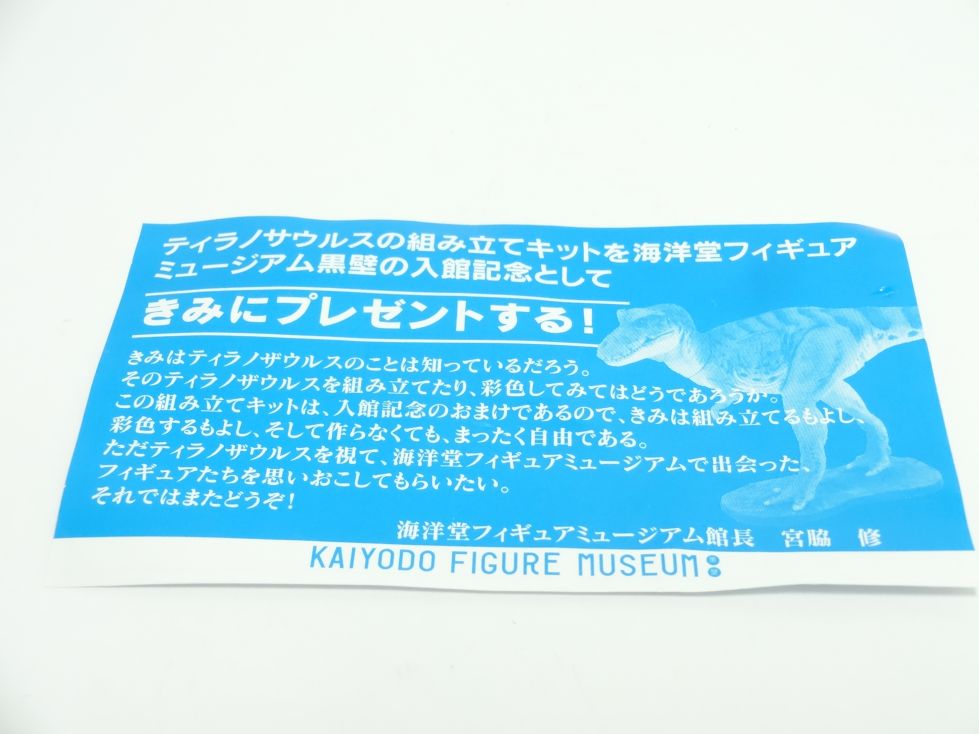 ティラノサウルスの組み立てキットを海洋堂フィギュア
ミュージアム黒壁の入館記念として
きみにプレゼントする!
きみはティラノザウルスのことは知っているだろう。
そのティラノザウルスを組み立てたり、彩色してみてはどうであろうか。
この組み立てキットは、入館記念のおまけであるので、きみは組み立てるもよし、
彩色するもよし、そして作らなくても、まったく自由である。
ただティラノザウルスを視て、海洋堂フィギュアミュージアムで出会った、
フィギュアたちを思いおこしてもらいたい。
それではまたどうぞ!
海洋堂フィギュアミュージアム館長 宮脇 修
KAIYODO FIGURE MUSEUM